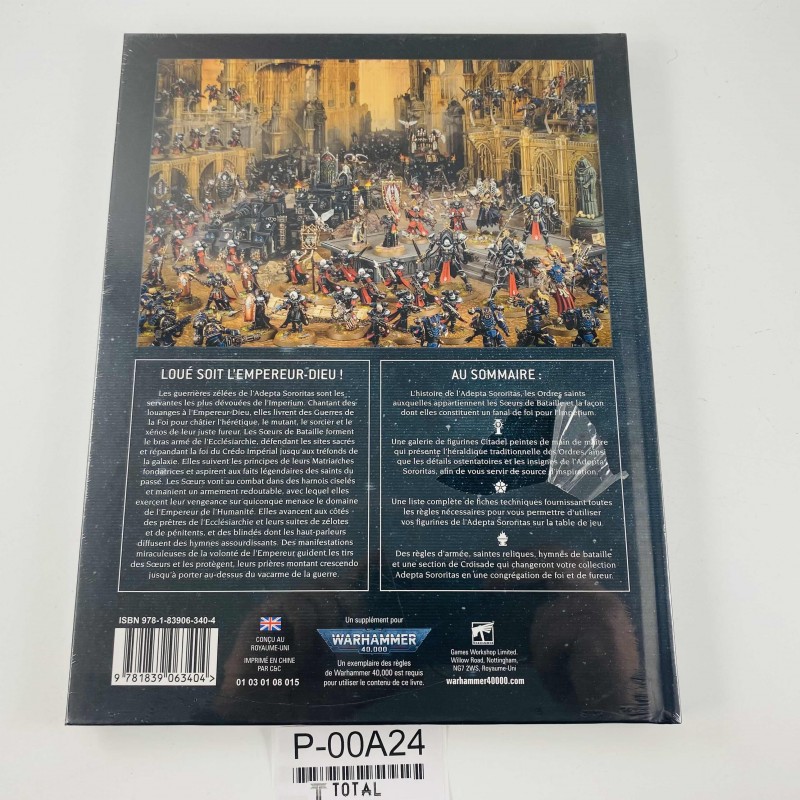 LOUÉ SOIT L'EMPEREUR-DIEU !
Les guerrières zélées de l'Adepta Sororitas sont les
servantes les plus dévouées de l'Imperium. Chantant des
louanges à l'Empereur-Dieu, elles livrent des Guerres de
la Foi pour châtier l'hérétique, le mutant, le sorcier et le
xénos de leur juste fureur. Les Sœurs de Bataille forment
le bras armé de l'Ecclésiarchie, défendant les sites sacrés
et répandant la foi du Crédo Impérial jusqu'aux tréfonds de
la galaxie. Elles suivent les principes de leurs Matriarches
fondatrices et aspirent aux faits légendaires des saints du
passé. Les Sœurs vont au combat dans des harnois ciselés
et manient un armement redoutable, avec lequel elles
exercent leur vengeance sur quiconque menace le domaine
de l'Empereur de l'Humanité. Elles avancent aux côtés
des prêtres de l'Ecclésiarchie et leurs suites de zélotes
et de pénitents, et des blindés dont les haut-parleurs
diffusent des hymnes assourdissants. Des manifestations
miraculeuses de la volonté de l'Empereur guident les tirs
des Sœurs et les protègent, leurs prières montant crescendo
jusqu'à porter au-dessus du vacarme de la guerre.
AU SOMMAIRE :
L'histoire de l'Adepta Sororitas, les Ordres saints
auxquelles appartiennent les Sœurs de Bataille et la façon
dont elles constituent un fanal de foi pour l'Imperium.
Une galerie de figurines Citadel peintes de main de maître
qui présente l'héraldique traditionnelle des Ordres, ainsi
que les détails ostentatoires et les insignes de l'Adepta
Sororitas, afin de vous servir de source d'inspiration.
Une liste complète de fiches techniques fournissant toutes
les règles nécessaires pour vous permettre d'utiliser
vos figurines de l'Adepta Sororitas sur la table de jeu.
Des règles d'armée, saintes reliques, hymnes de bataille
et une section de Croisade qui changeront votre collection
Adepta Sororitas en une congrégation de foi et de fureur.
ISBN 978-1-83906-340-4
9 781839 063404 >
CONÇU AU
ROYAUME-UNI
IMPRIMÉ EN CHINE
PAR C&C
01 03 01 08 015
Un supplément pour
WARHAMMER
40,000
Un exemplaire des règles
de Warhammer 40,000 est requis
pour utiliser le contenu de ce livre.
Games Workshop Limited.
Willow Road, Nottingham,
NG7 2WS, Royaume-Uni
warhammer40000.com
P-00A24
TOTAL